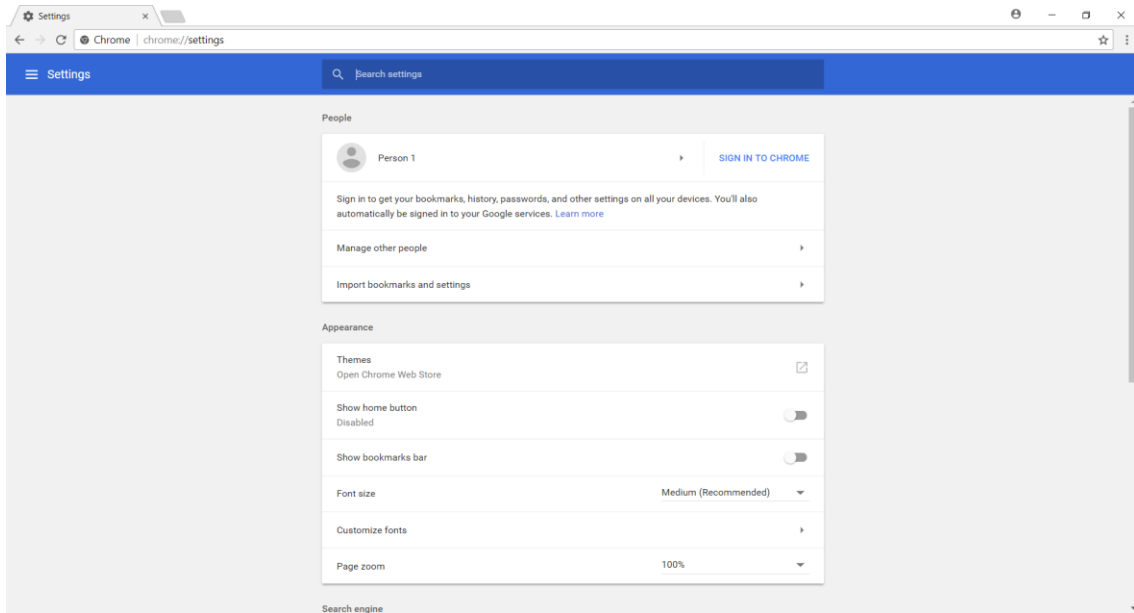 Settings
Chrome | chrome://settings
Settings
Search settings
People
Person 1
SIGN IN TO CHROME
Sign in to get your bookmarks, history, passwords, and other settings on all your devices. You'll also
automatically be signed in to your Google services. Learn more
Manage other people
Import bookmarks and settings
Appearance
Themes
Open Chrome Web Store
Show home button
Disabled
Show bookmarks bar
Font size
Medium (Recommended)
Customize fonts
Page zoom
100%
Search engine